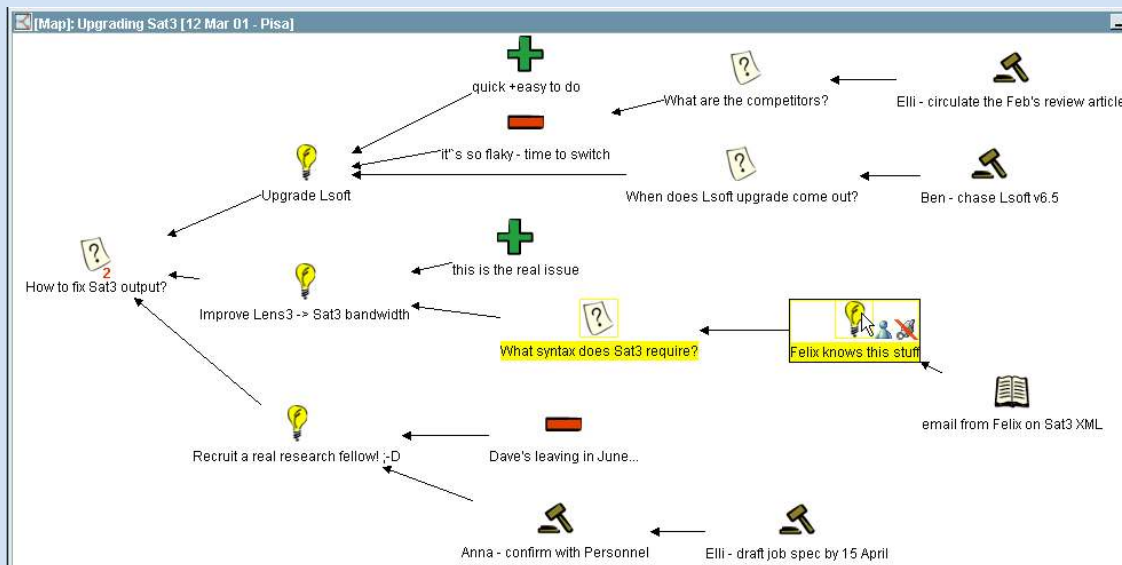 [Map]: Upgrading Sat3 [12 Mar 01 - Pisa]
quick +easy to do
What are the competitors?
Elli - circulate the Feb's review article
it"s so flaky - time to switch
Upgrade Lsoft
When does Lsoft upgrade come out?
Ben - chase Lsoft v6.5
2
How to fix Sat3 output?
this is the real issue
Improve Lens3 -> Sat3 bandwidth
What syntax does Sat3 require?
Felix knows this stuff
email from Felix on Sat3 XML
Recruit a real research fellow! ;-D
Dave's leaving in June...
Anna - confirm with Personnel
Elli - draft job spec by 15 April